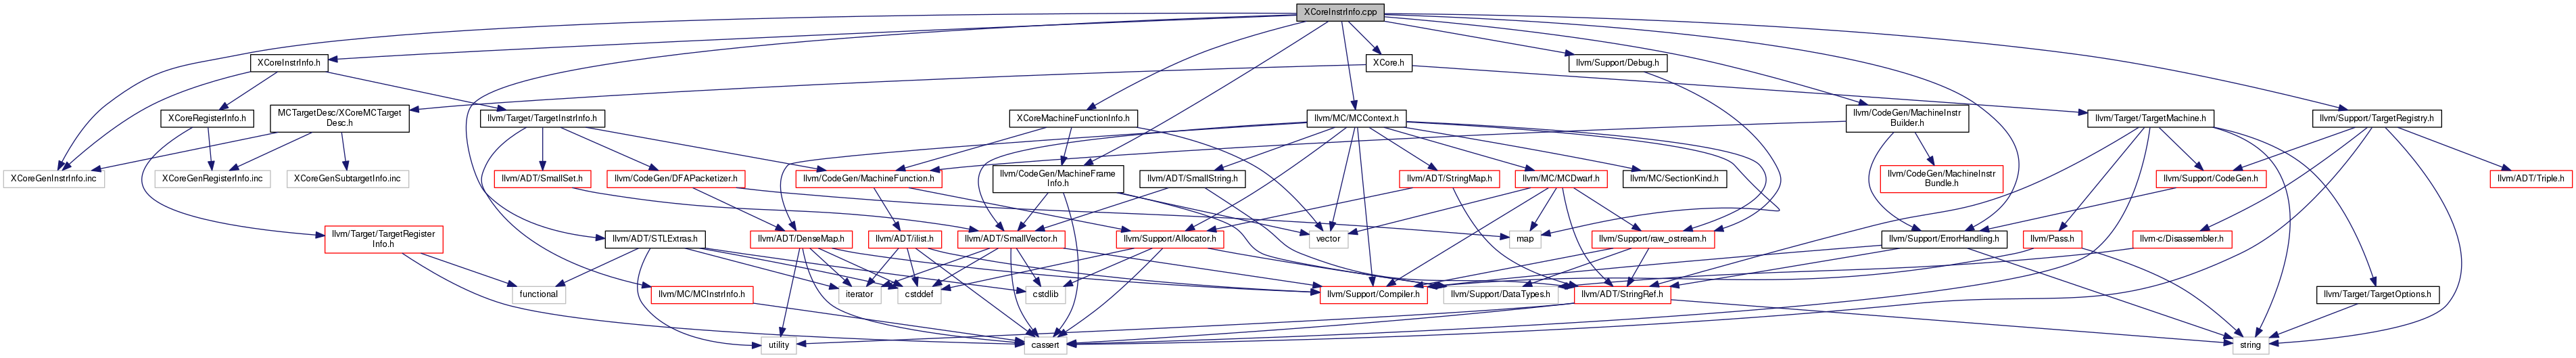 XCoreInstrInfo.cpp
XCoreInstrInfo.h
XCore.h
llvm/Support/Debug.h
XCoreRegisterInfo.h
MCTargetDesc/XCoreMCTarget
Desc.h
llvm/Target/TargetInstrInfo.h
XCoreMachineFunctionInfo.h
llvm/MC/MCContext.h
llvm/CodeGen/MachineInstr
Builder.h
llvm/Target/TargetMachine.h
llvm/Support/TargetRegistry.h
XCoreGenInstrInfo.inc
XCoreGenRegisterInfo.inc
XCoreGenSubtargetInfo.inc
llvm/ADT/SmallSet.h
llvm/CodeGen/DFAPacketizer.h
llvm/CodeGen/MachineFunction.h
llvm/CodeGen/MachineFrame
Info.h
llvm/ADT/SmallString.h
llvm/ADT/StringMap.h
llvm/MC/MCDwarf.h
llvm/MC/SectionKind.h
llvm/CodeGen/MachineInstr
Bundle.h
llvm/Support/CodeGen.h
llvm/ADT/Triple.h
llvm/Target/TargetRegister
Info.h
llvm/ADT/STLExtras.h
llvm/ADT/DenseMap.h
llvm/ADT/ilist.h
llvm/ADT/SmallVector.h
llvm/Support/Allocator.h
vector
map
llvm/Support/raw_ostream.h
llvm/Support/ErrorHandling.h
llvm/Pass.h
llvm-c/Disassembler.h
functional
llvm/MC/MCInstrInfo.h
iterator
cstddef
cstdlib
llvm/Support/Compiler.h
llvm/Support/DataTypes.h
llvm/ADT/StringRef.h
llvm/Target/TargetOptions.h
utility
cassert
string